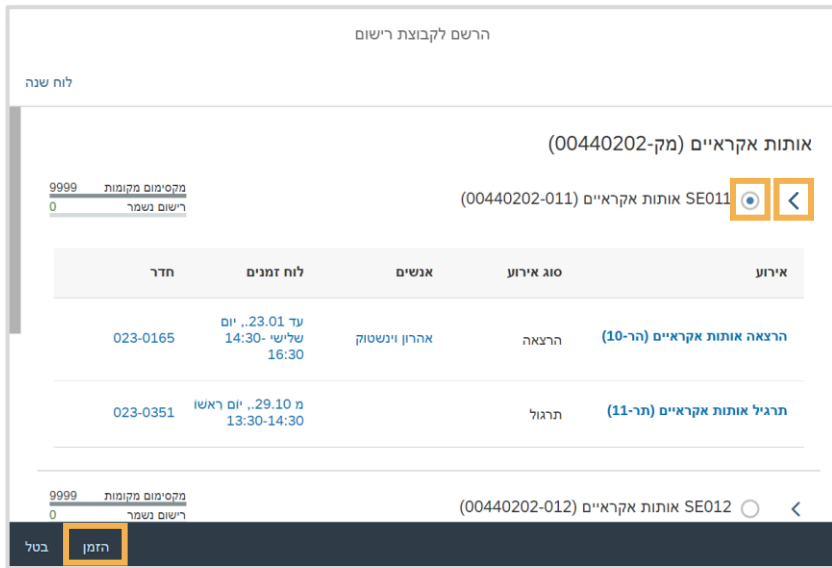 הרשם לקבוצת רישום
לוח שנה
אותות אקראיים (מק-00440202)
SE011 אותות אקראיים (00440202-011)
מקסימום מקומות 9999
רישום נשמר 0
אירוע סוג אירוע אנשים לוח זמנים חדר
הרצאה אותות אקראיים (הר-10) הרצאה אהרון וינשטוק עד 23.01., יום
שלישי 14:30-
16:30 023-0165
תרגיל אותות אקראיים (תר-11) תרגול מ 29.10., יום ראשו
13:30-14:30 023-0351
SE012 אותות אקראיים (00440202-012)
מקסימום מקומות 9999
רישום נשמר 0
הזמן בטל